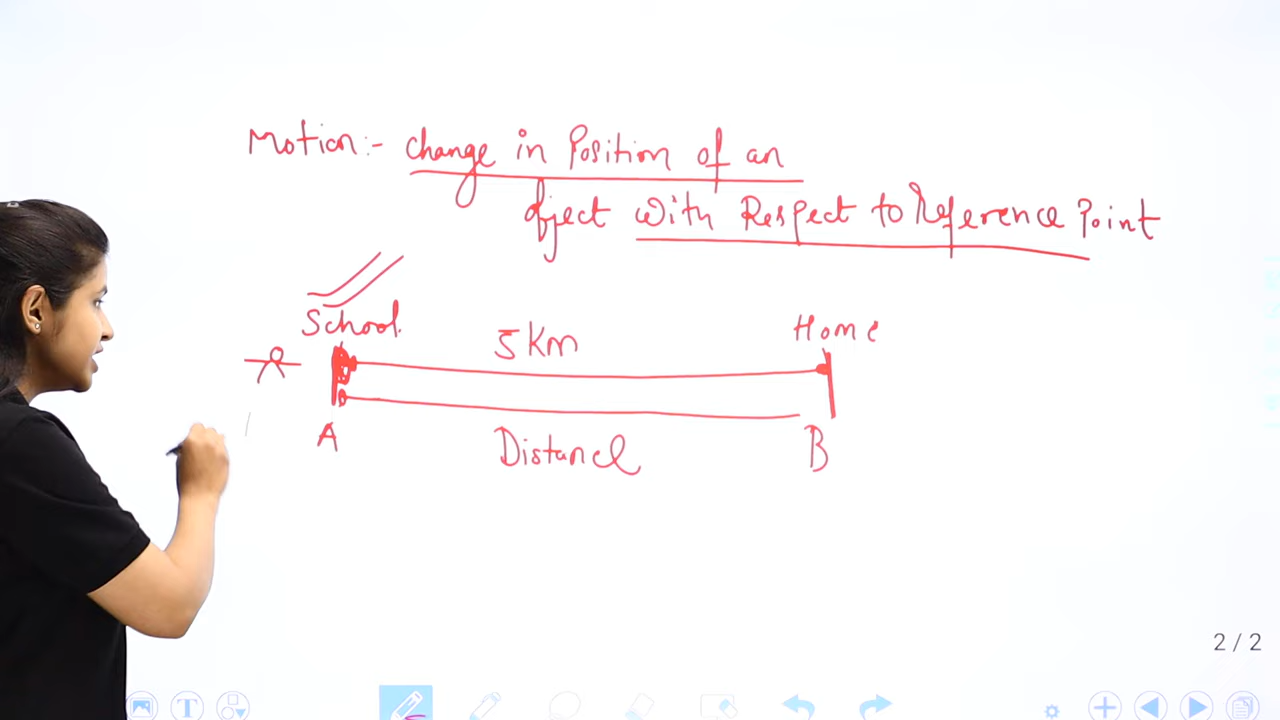 Motion:- Change in Position of an
object with Respect to Reference Point
School.
5 Km
Home
A
Distance
B
2 / 2
T